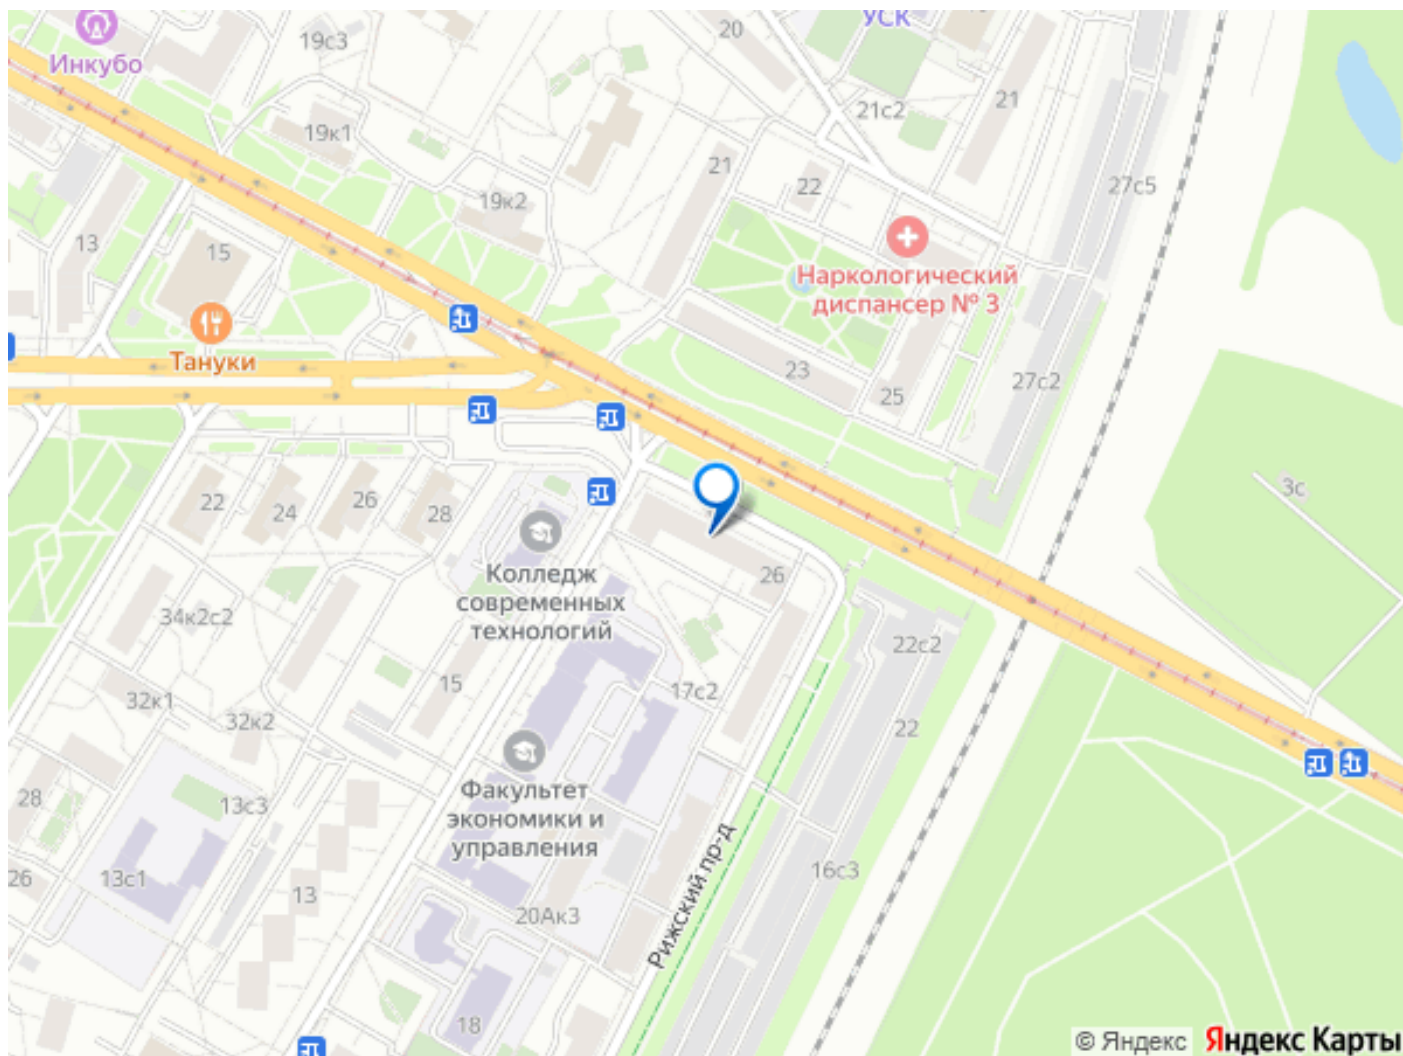 УСК
20
19с3
Инкубо
21с2
21
19к1
21
22
27с5
19к2
13
15
Наркологический
диспансер № 3
Тануки
23
25
27с2
22
24
26
28
3с
Колледж
современных
технологий
26
34к2с2
22с2
15
17с2
32к1
32к2
22
Факультет
экономики и
управления
28
13с3
Рижский пр-д
26
13с1
13
16с3
20Ак3
18
© Яндекс Яндекс Карты